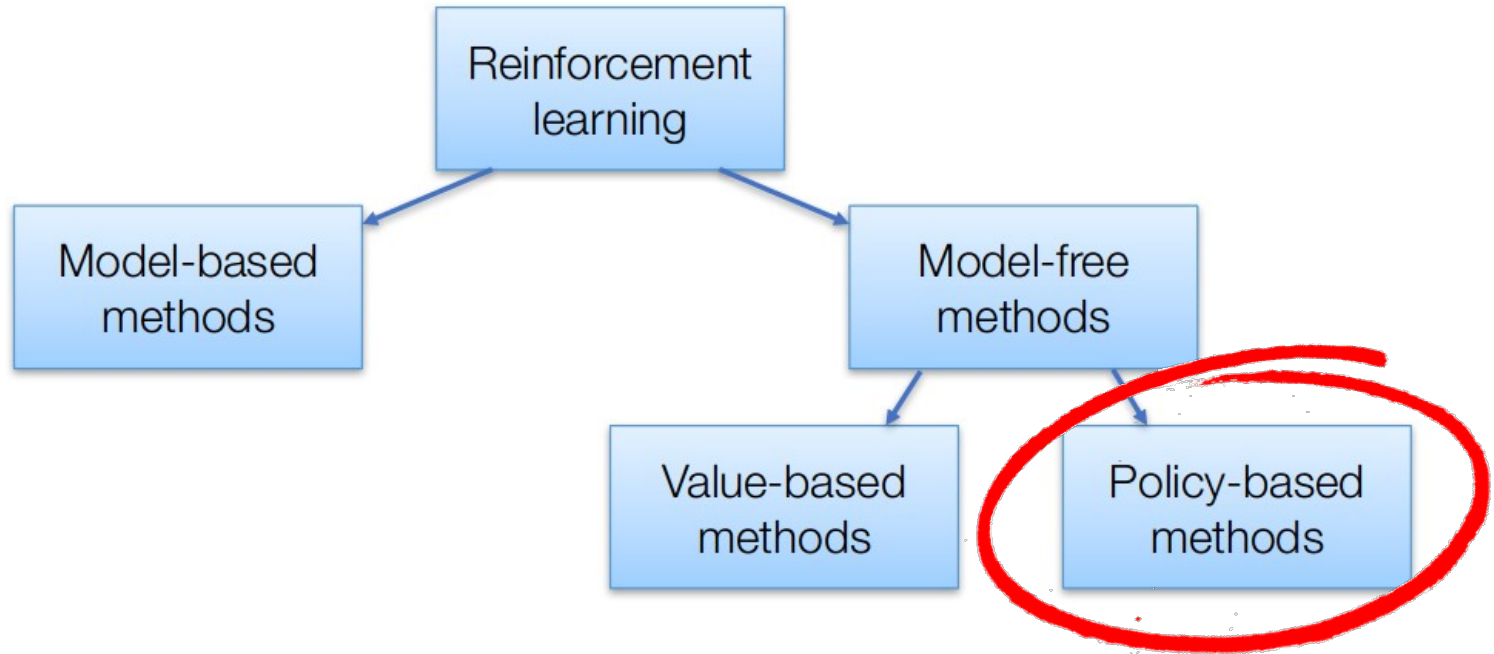 Reinforcement
learning
Model-based
methods
Model-free
methods
Value-based
methods
Policy-based
methods